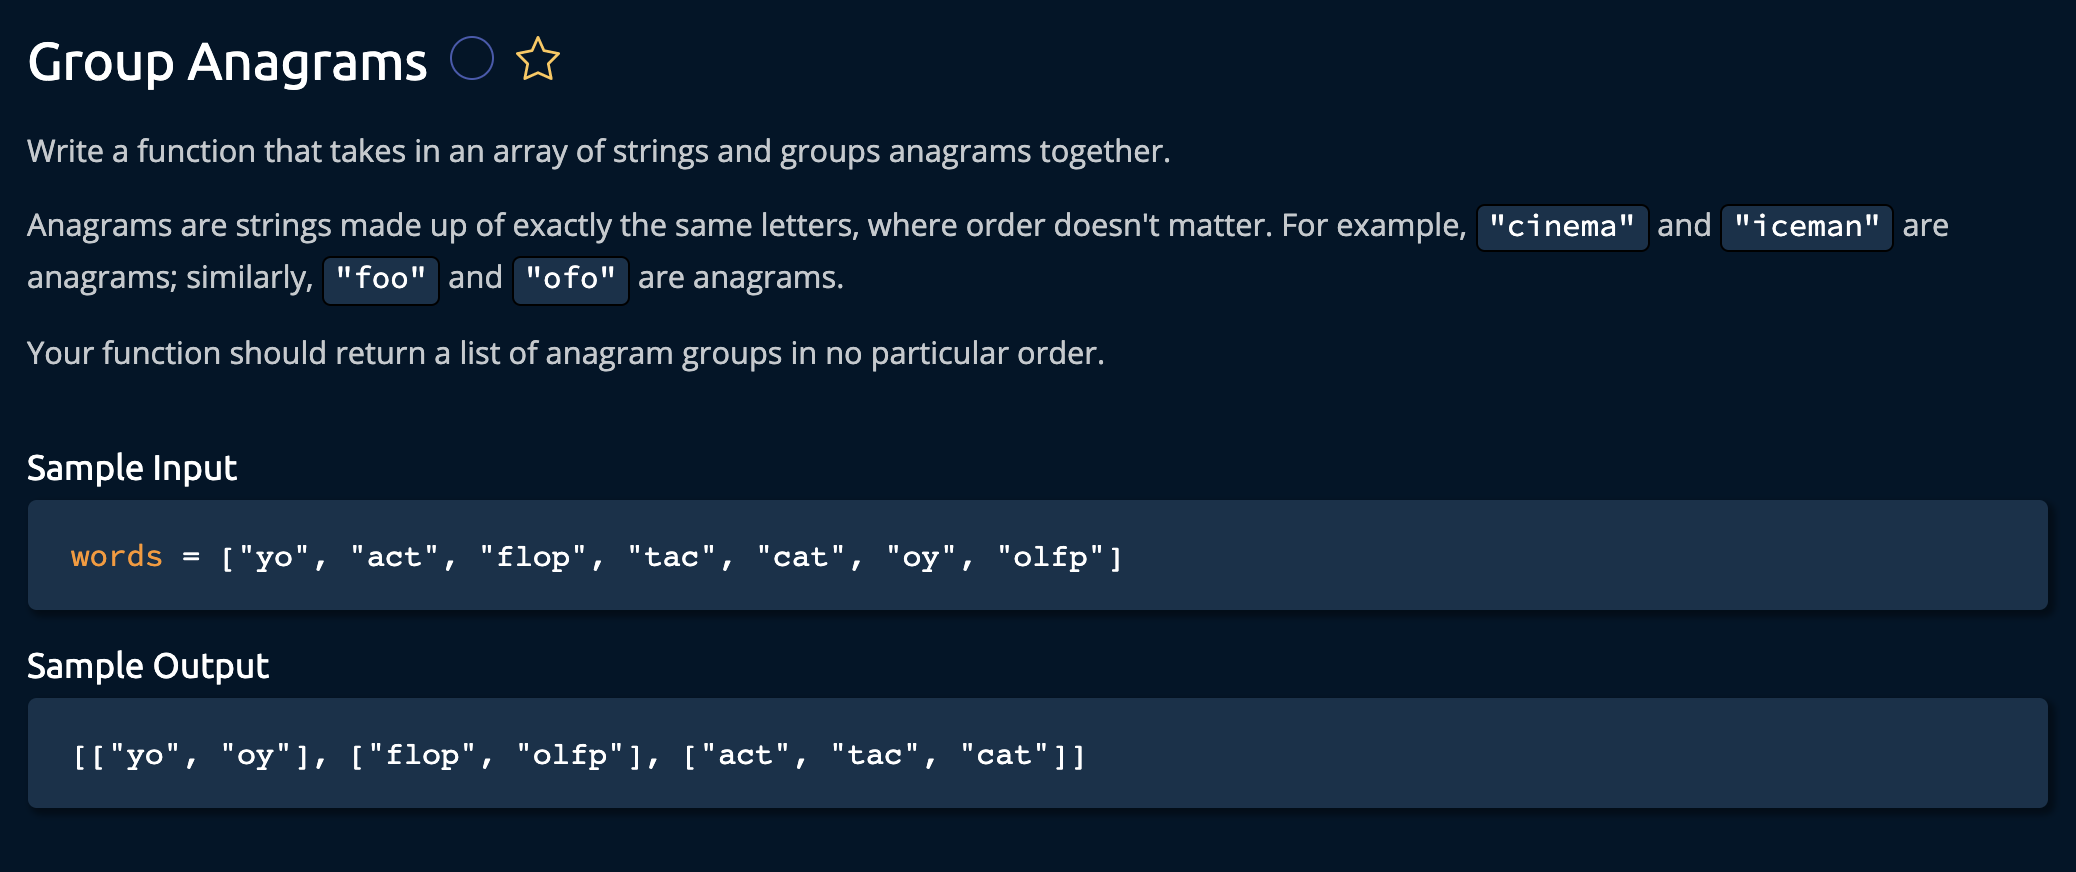 Group Anagrams
Write a function that takes in an array of strings and groups anagrams together.
Anagrams are strings made up of exactly the same letters, where order doesn't matter. For example, "cinema" and "iceman" are
anagrams; similarly, "foo" and "ofo" are anagrams.
Your function should return a list of anagram groups in no particular order.
Sample Input
words = ["yo", "act", "flop", "tac", "cat", "oy", "olfp"]
Sample Output
[["yo", "oy"], ["flop", "olfp"], ["act", "tac", "cat"]]